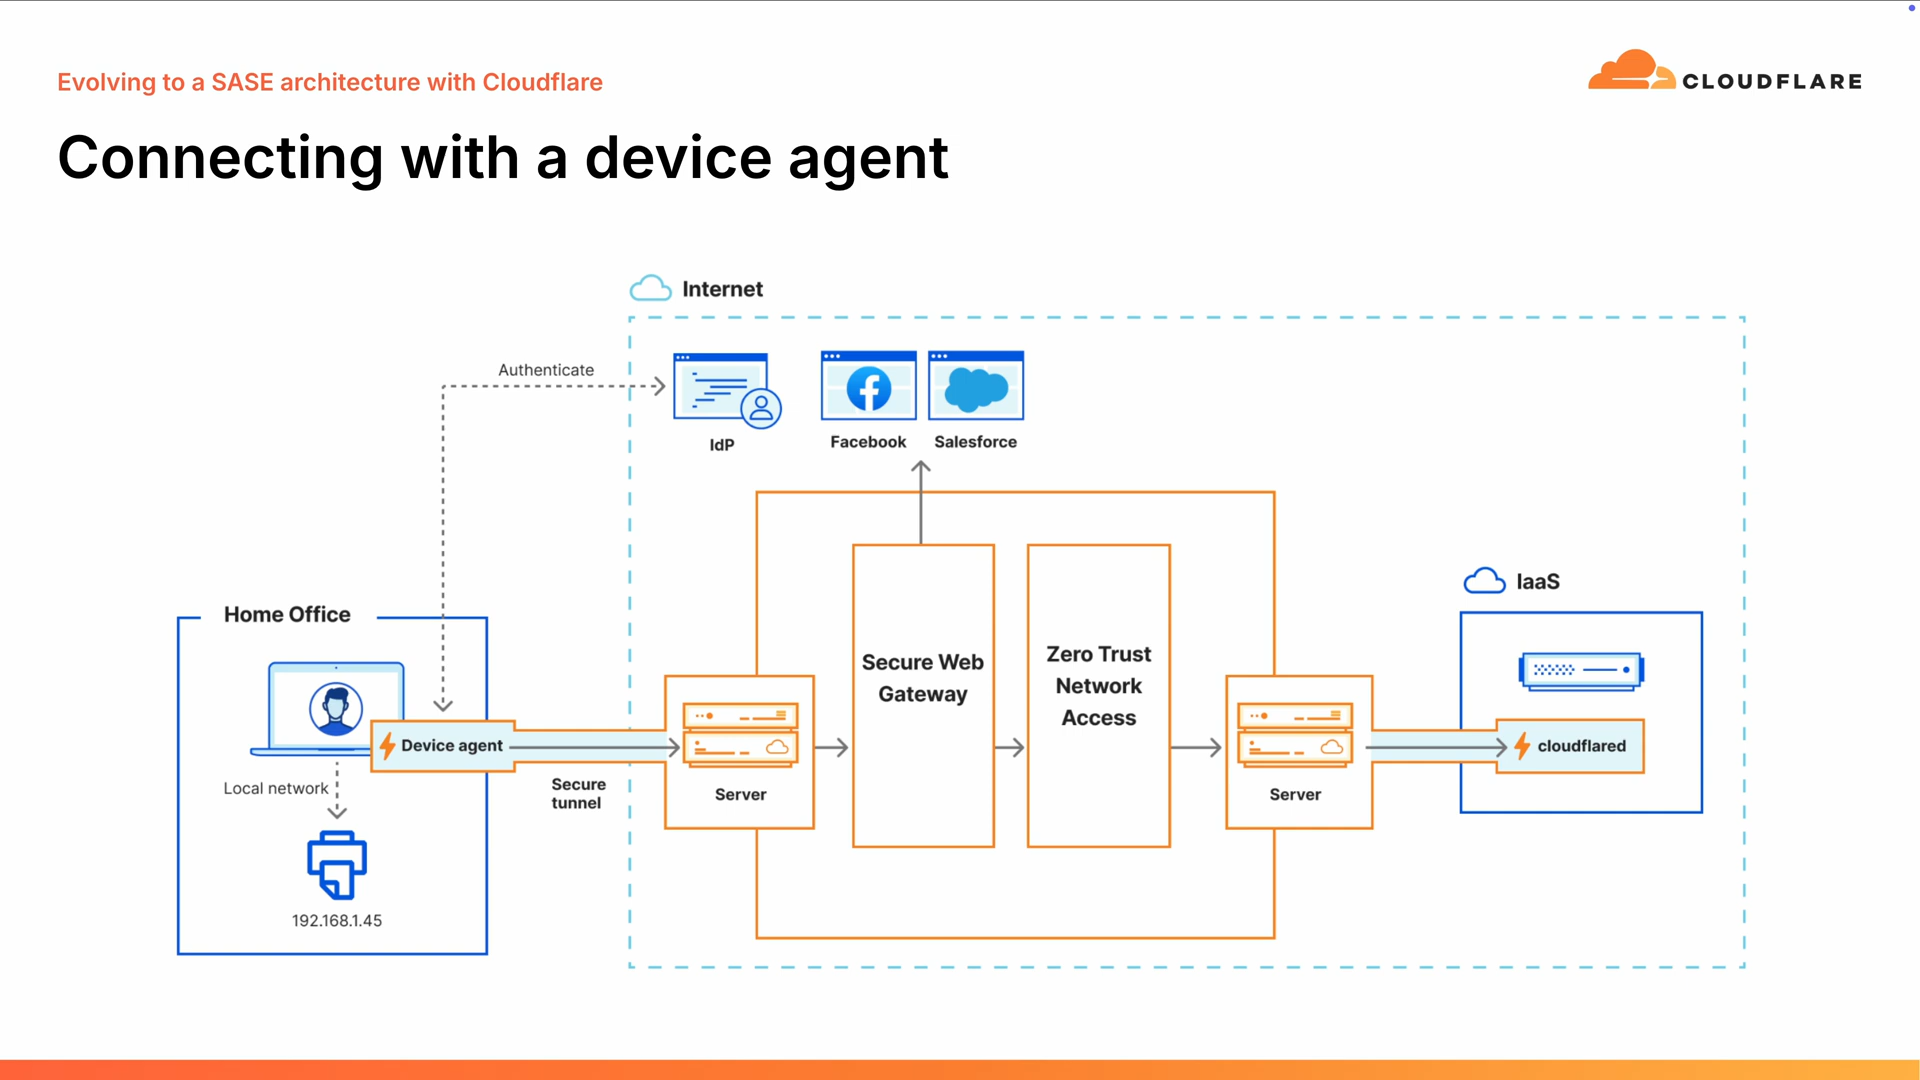 Evolving to a SASE architecture with Cloudflare
CLOUDFLARE
Connecting with a device agent
Internet
Authenticate
IdP
Facebook
Salesforce
IaaS
Home Office
Secure Web
Gateway
Zero Trust
Network
Access
Device agent
cloudflared
Secure
tunnel
Local network
Server
Server
192.168.1.45